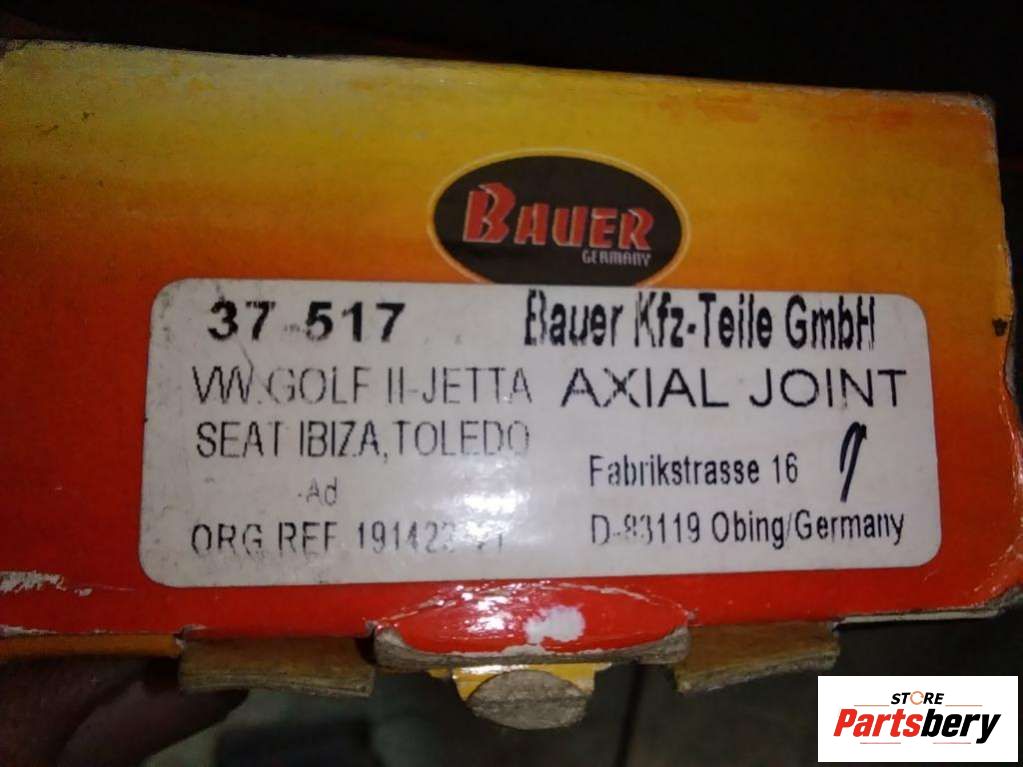 BAUER
GERMANY
37-517
Bauer Kfz-Teile GmbH
VW.GOLF II-JETTA
AXIAL JOINT
SEAT IBIZA, TOLEDO
Fabrikstrasse 16
Ad
ORG REF.
D-83119 Obing/Germany
STORE
Partsbery